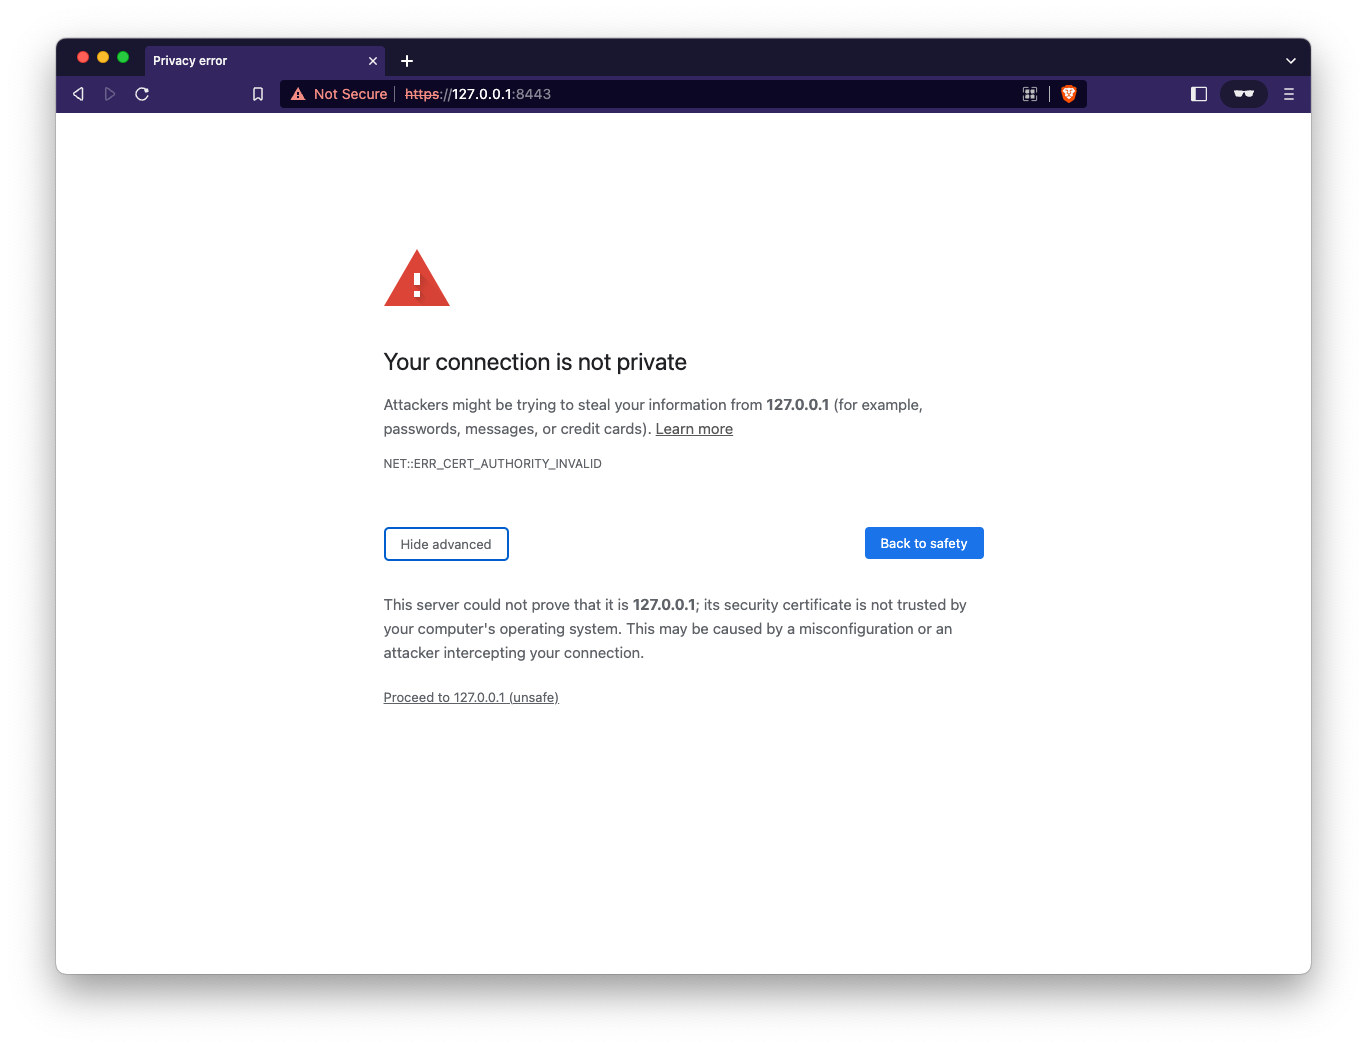 Privacy error
Not Secure https://127.0.0.1:8443
Your connection is not private
Attackers might be trying to steal your information from 127.0.0.1 (for example,
passwords, messages, or credit cards). Learn more
NET::ERR_CERT_AUTHORITY_INVALID
Hide advanced
Back to safety
This server could not prove that it is 127.0.0.1; its security certificate is not trusted by
your computer's operating system. This may be caused by a misconfiguration or an
attacker intercepting your connection.
Proceed to 127.0.0.1 (unsafe)